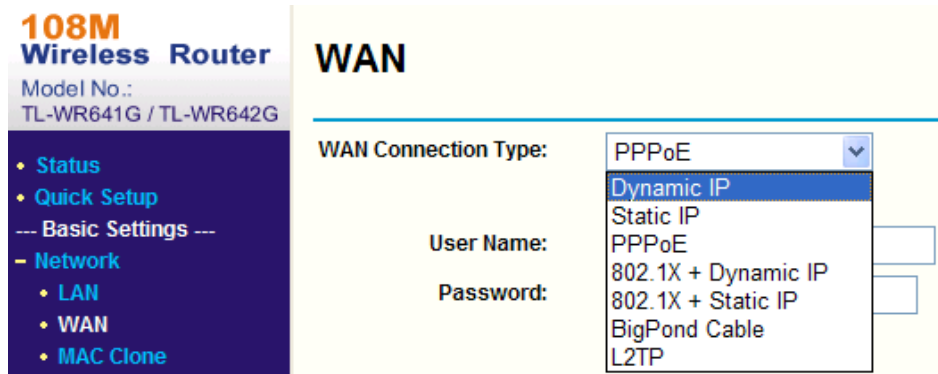 108M
Wireless Router
Model No.:
TL-WR641G / TL-WR642G
• Status
• Quick Setup
--- Basic Settings ---
– Network
• LAN
• WAN
• MAC Clone
WAN
WAN Connection Type:
PPPoE
Dynamic IP
Static IP
PPPoE
802.1X + Dynamic IP
802.1X + Static IP
BigPond Cable
L2TP
User Name:
Password: